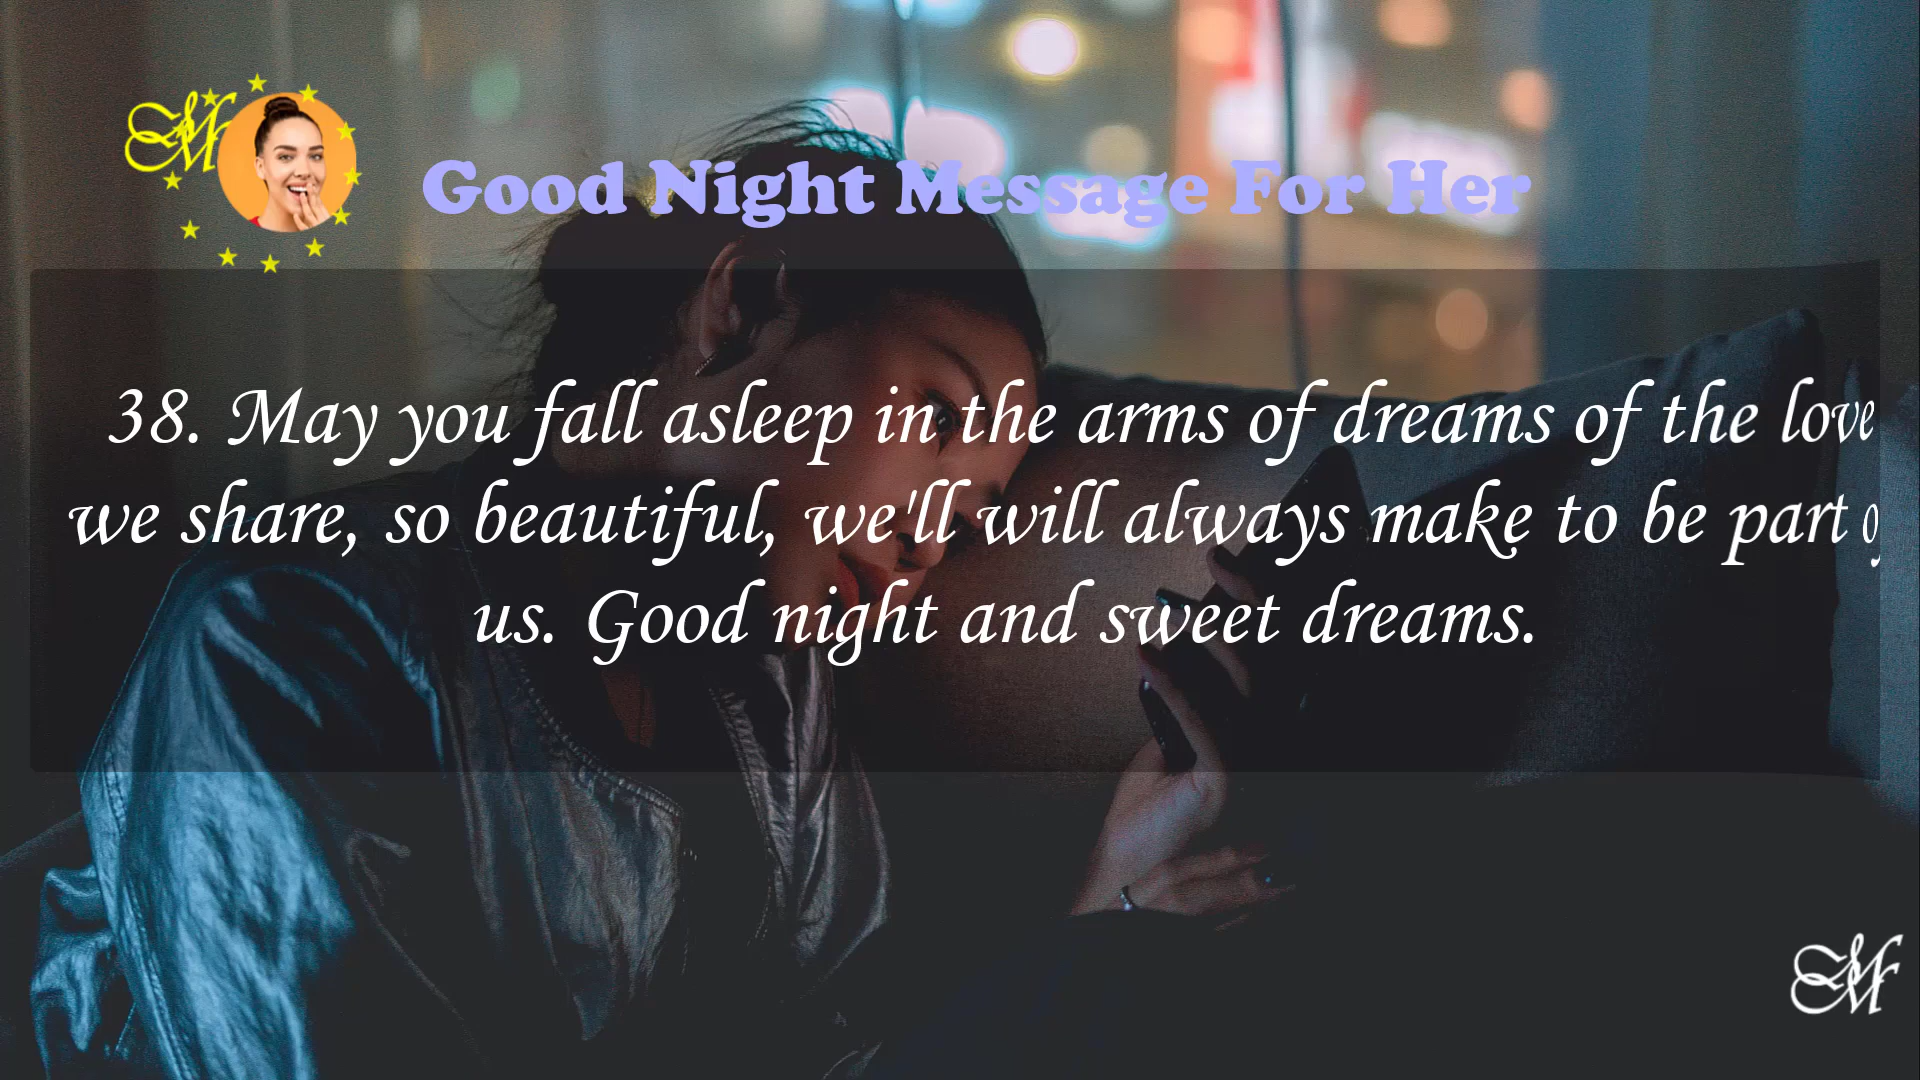 Good Night Message For Her
38. May you fall asleep in the arms of dreams of the love
we share, so beautiful, we'll will always make to be part
us. Good night and sweet dreams.